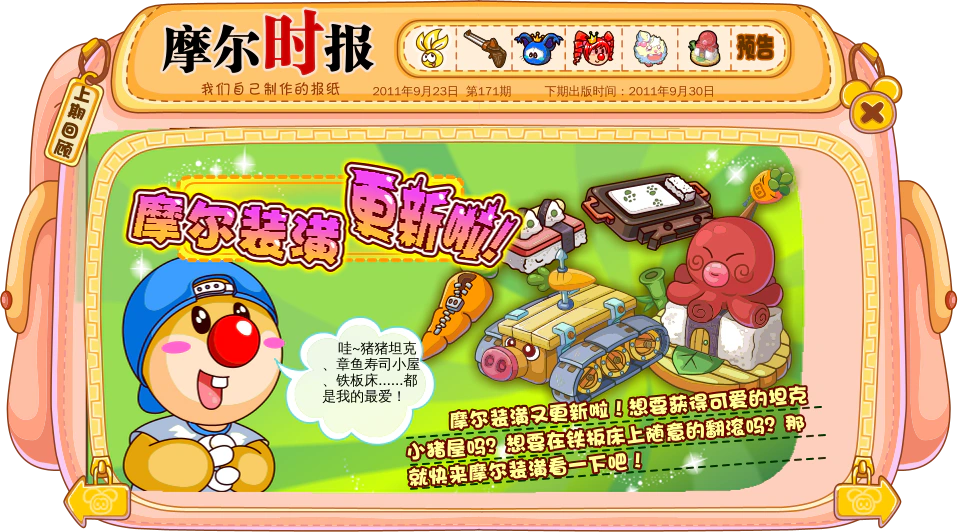 摩尔时报
预告
我们自己制作的报纸
2011年9月23日 第171期
下期出版时间：2011年9月30日
上期回顾
摩尔装潢更新啦!
哇~猪猪坦克
、章鱼寿司小屋
、铁板床......都
是我的最爱！
摩尔装潢又更新啦！想要获得可爱的坦克
小猪屋吗？想要在铁板床上随意的翻滚吗？那
就快来摩尔装潢看一下吧！